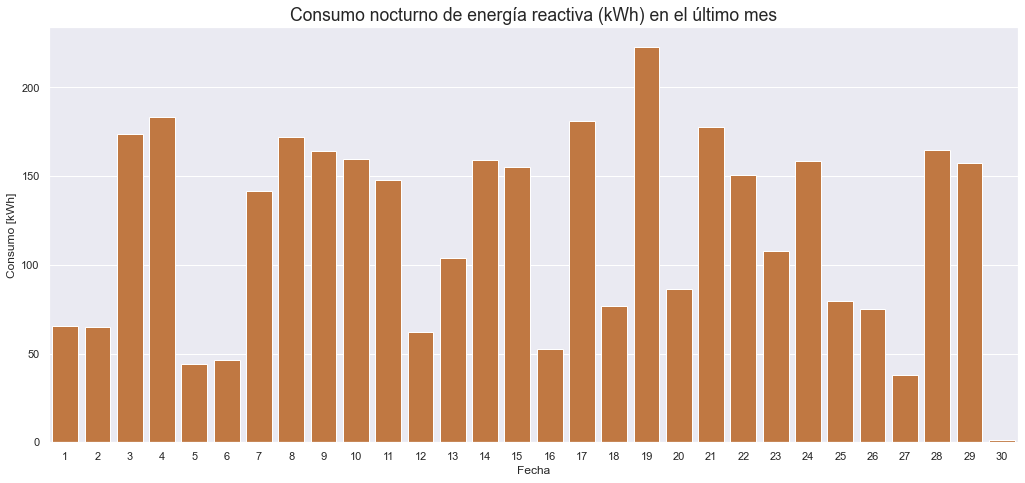 Consumo nocturno de energía reactiva (kWh) en el último mes
200
150
100
50
0
Consumo [kWh]
1 2 3 4 5 6 7 8 9 10 11 12 13 14 15 16 17 18 19 20 21 22 23 24 25 26 27 28 29 30
Fecha